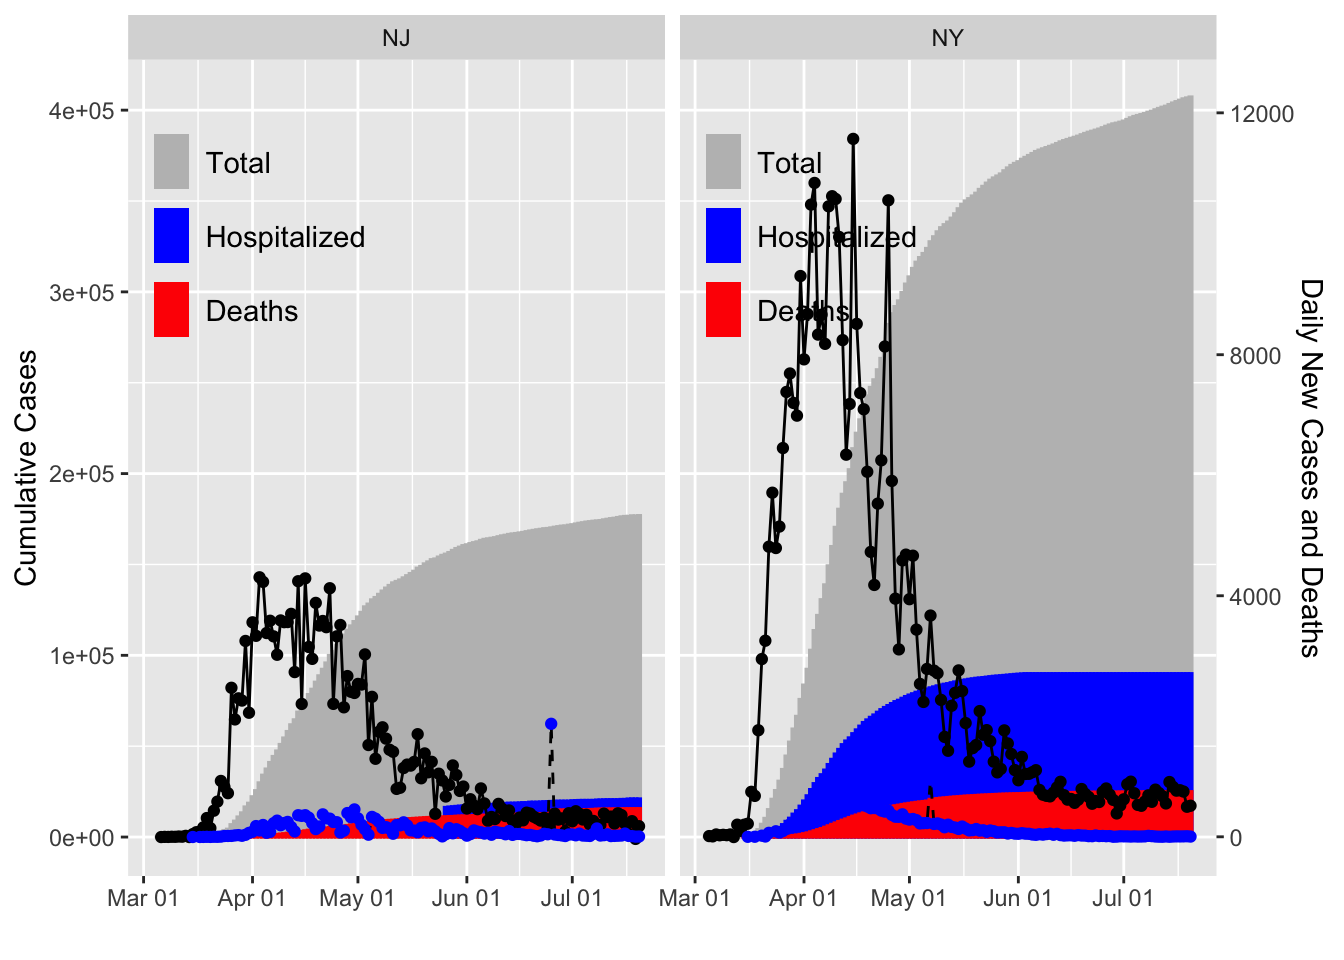 NJ
NY
4e+05
3e+05
2e+05
1e+05
0e+00
Cumulative Cases
Total
Hospitalized
Deaths
Total
Hospitalized
Deaths
12000
8000
4000
0
Daily New Cases and Deaths
Mar 01 Apr 01 May 01 Jun 01 Jul 01
Mar 01 Apr 01 May 01 Jun 01 Jul 01